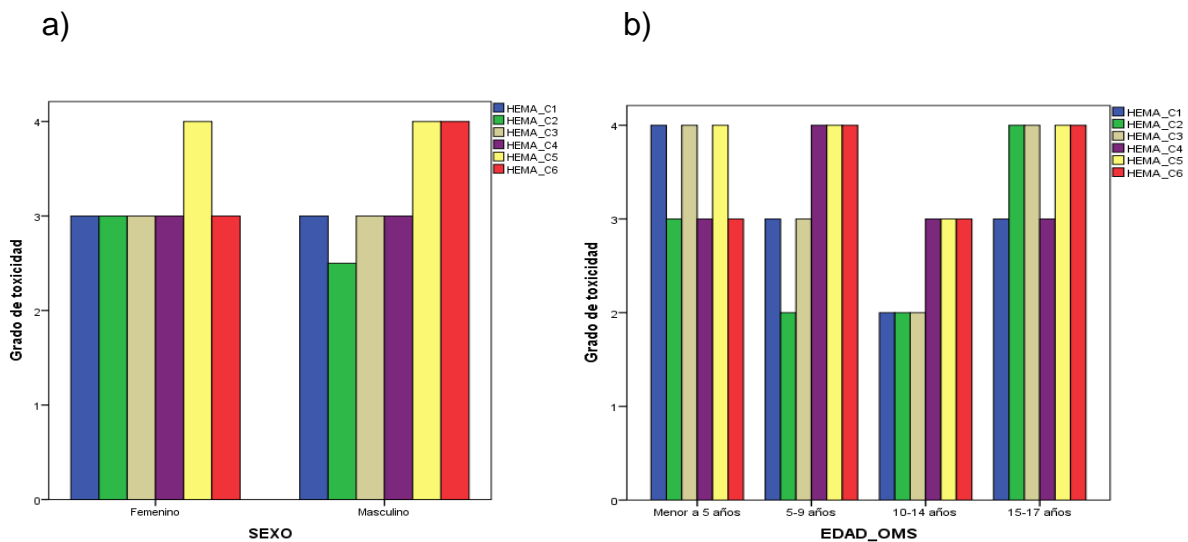 a)
b)
HEMA_C1
HEMA_C2
HEMA_C3
HEMA_C4
HEMA_C5
HEMA_C6
Grado de toxicidad
4
3
2
1
0
Femenino
Masculino
SEXO
HEMA_C1
HEMA_C2
HEMA_C3
HEMA_C4
HEMA_C5
HEMA_C6
Grado de toxicidad
4
3
2
1
0
Menor a 5 años
5-9 años
10-14 años
15-17 años
EDAD_OMS